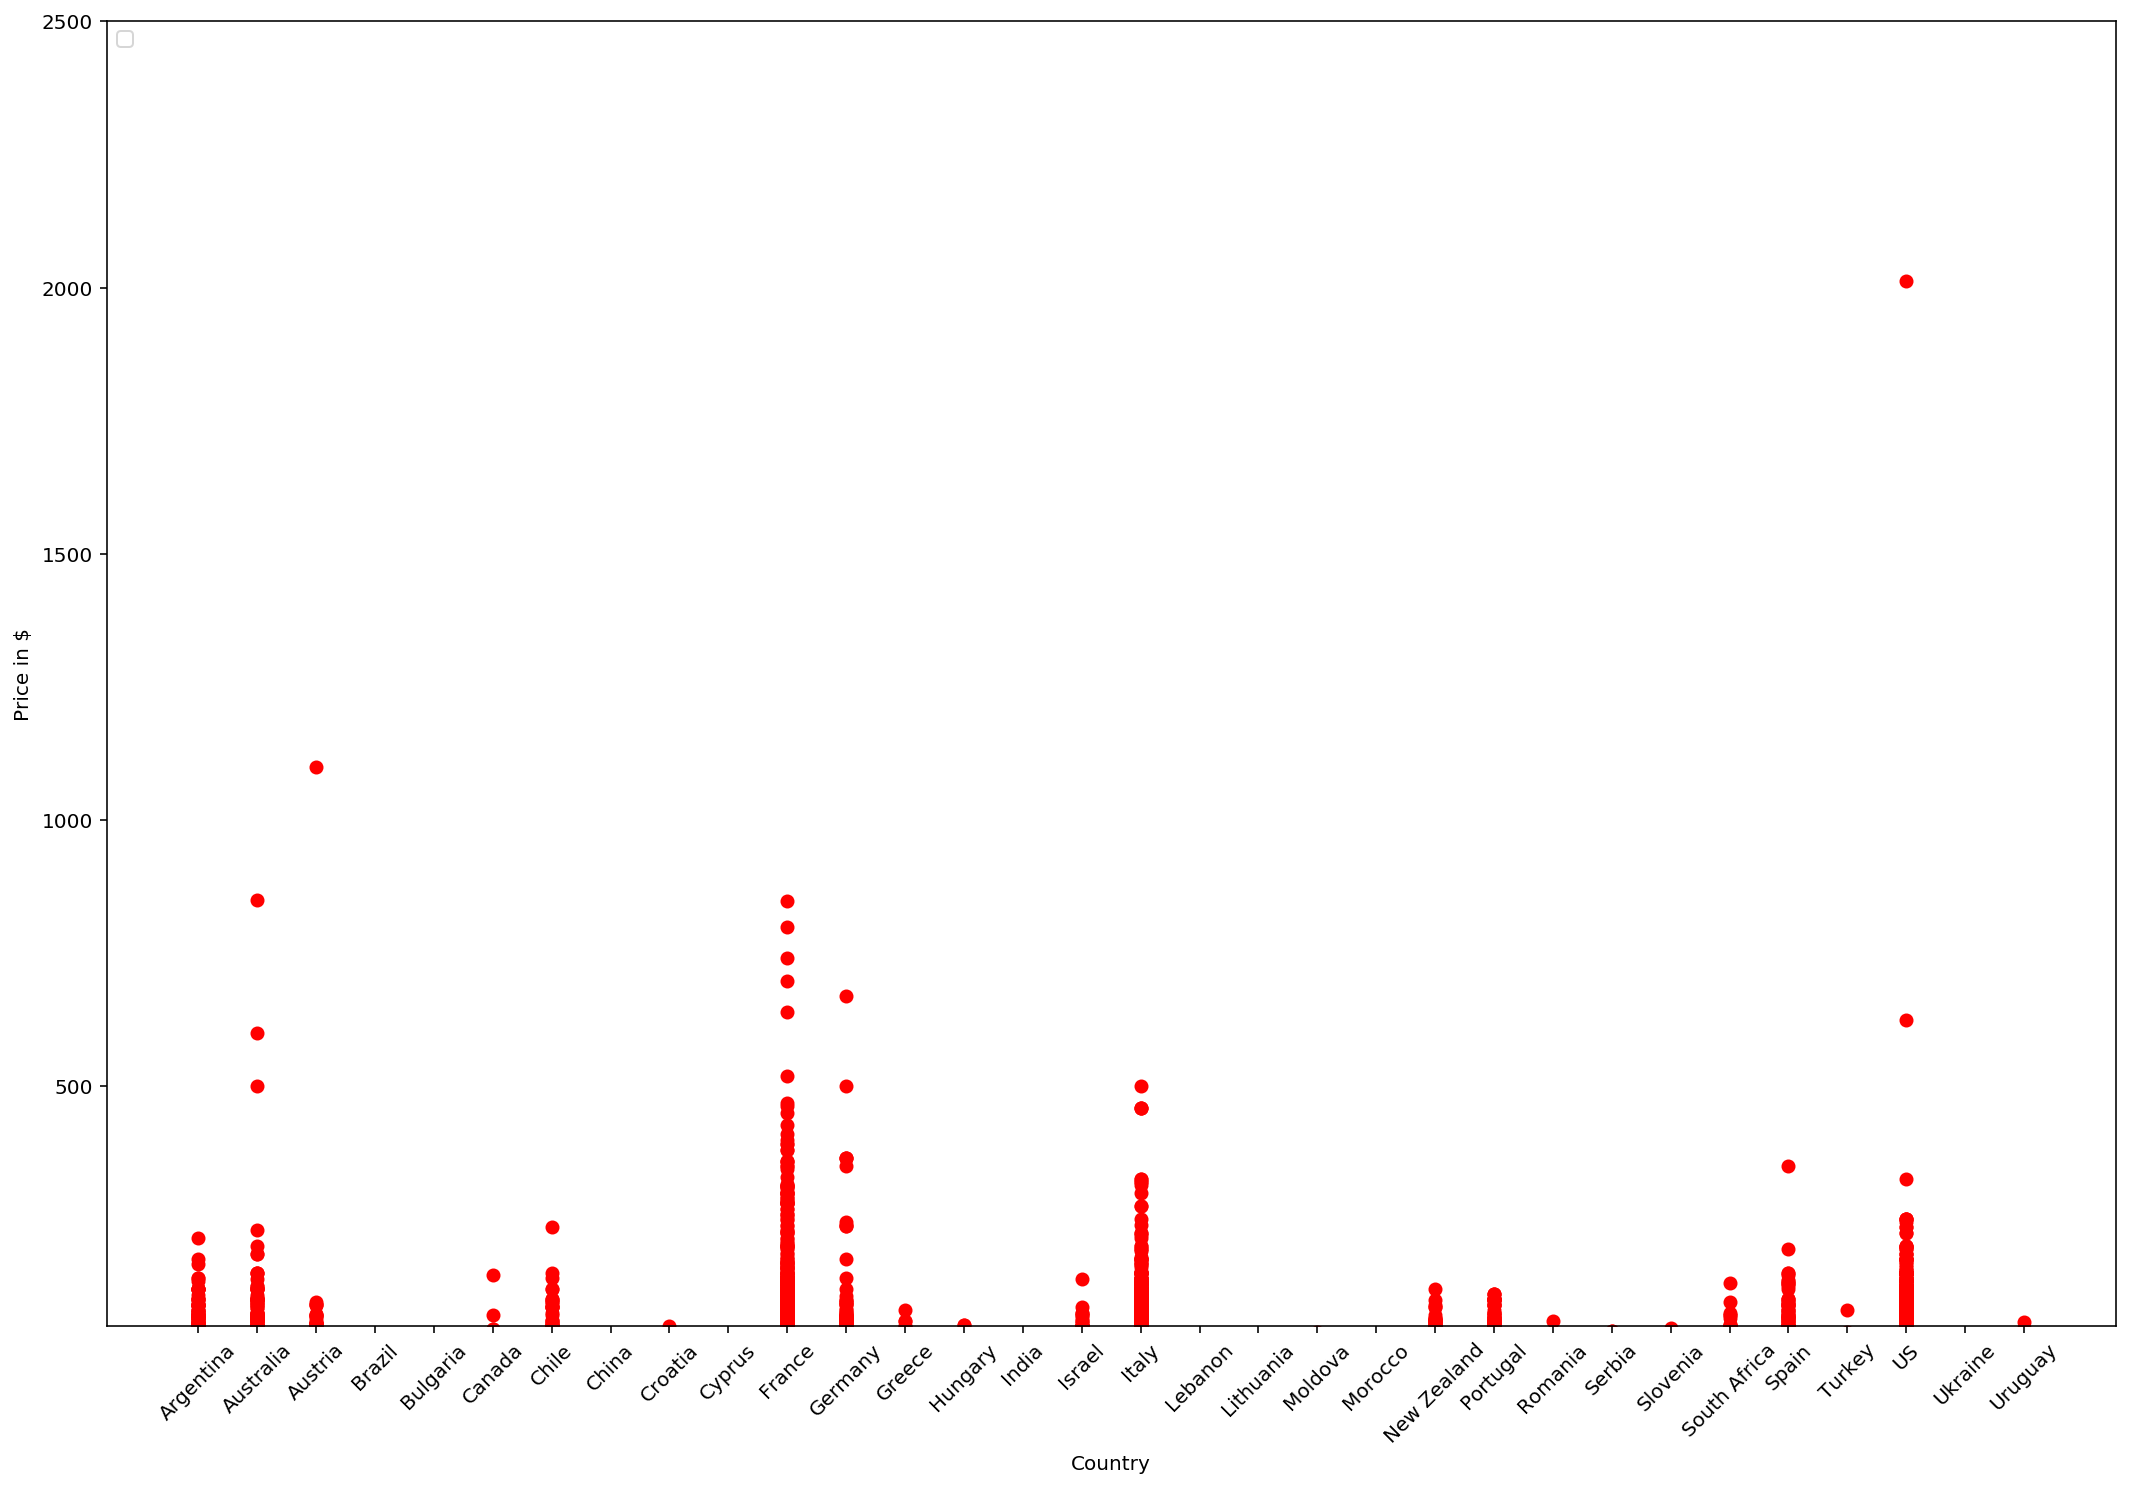 2500
2000
1500
1000
500
Price in $
Argentina
Australia
Austria
Brazil
Bulgaria
Canada
Chile
China
Croatia
Cyprus
France
Germany
Greece
Hungary
India
Israel
Italy
Lebanon
Lithuania
Moldova
Morocco
New Zealand
Portugal
Romania
Serbia
Slovenia
South Africa
Spain
Turkey
US
Ukraine
Uruguay
Country